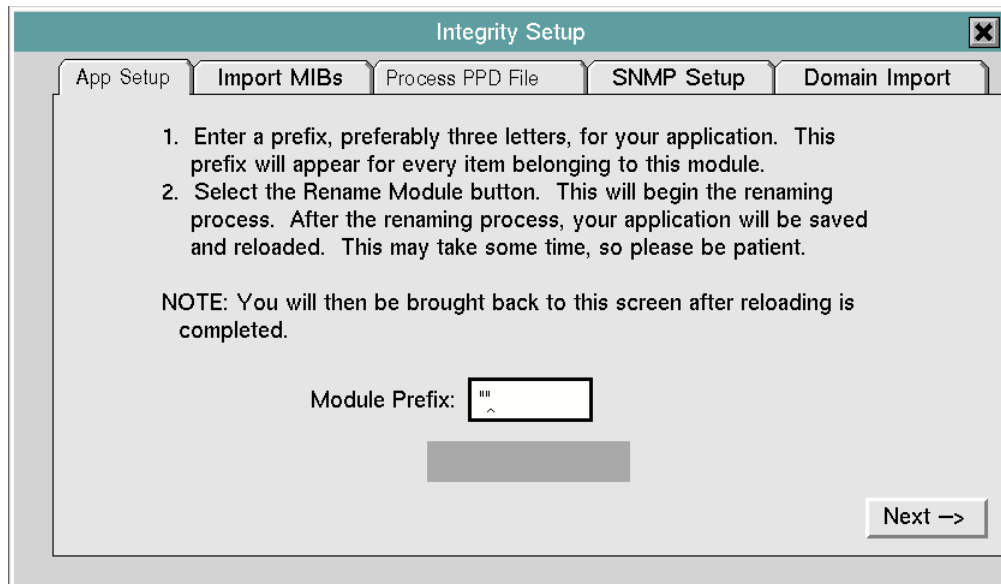 Integrity Setup
App Setup
Import MIBs
Process PPD File
SNMP Setup
Domain Import
1. Enter a prefix, preferably three letters, for your application. This
prefix will appear for every item belonging to this module.
2. Select the Rename Module button. This will begin the renaming
process. After the renaming process, your application will be saved
and reloaded. This may take some time, so please be patient.
NOTE: You will then be brought back to this screen after reloading is
completed.
Module Prefix: ""
^
Next —>